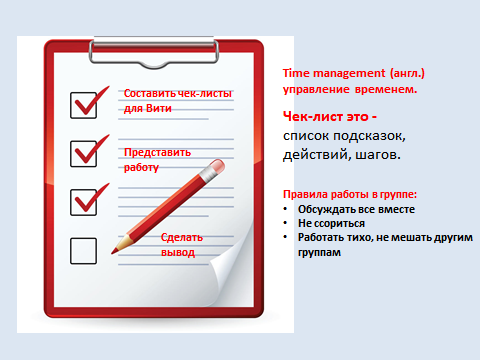 Составить чек-листы
для Вити
Представить
работу
Сделать
вывод
Time management (англ.)
управление временем.
Чек-лист это -
список подсказок,
действий, шагов.
Правила работы в группе:
• Обсуждать все вместе
• Не ссориться
• Работать тихо, не мешать другим
группам